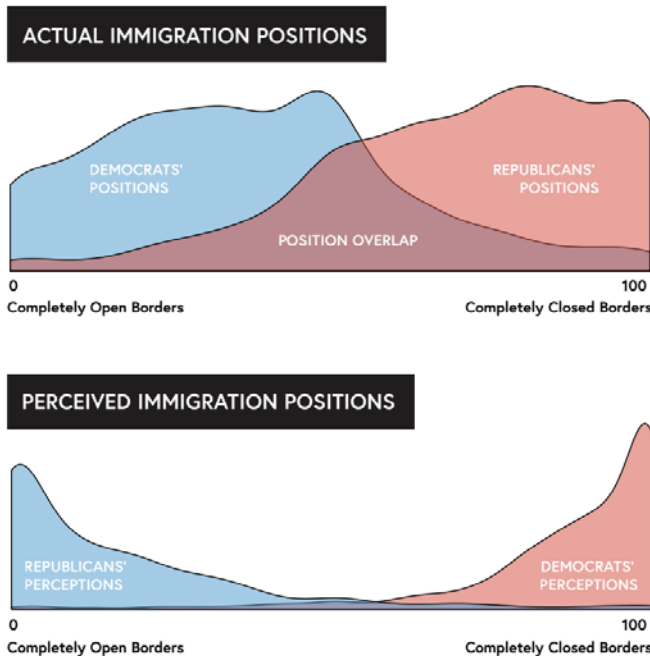 ACTUAL IMMIGRATION POSITIONS
DEMOCRATS'
POSITIONS
REPUBLICANS'
POSITIONS
POSITION OVERLAP
0
100
Completely Open Borders
Completely Closed Borders
PERCEIVED IMMIGRATION POSITIONS
REPUBLICANS'
PERCEPTIONS
DEMOCRATS'
PERCEPTIONS
0
100
Completely Open Borders
Completely Closed Borders